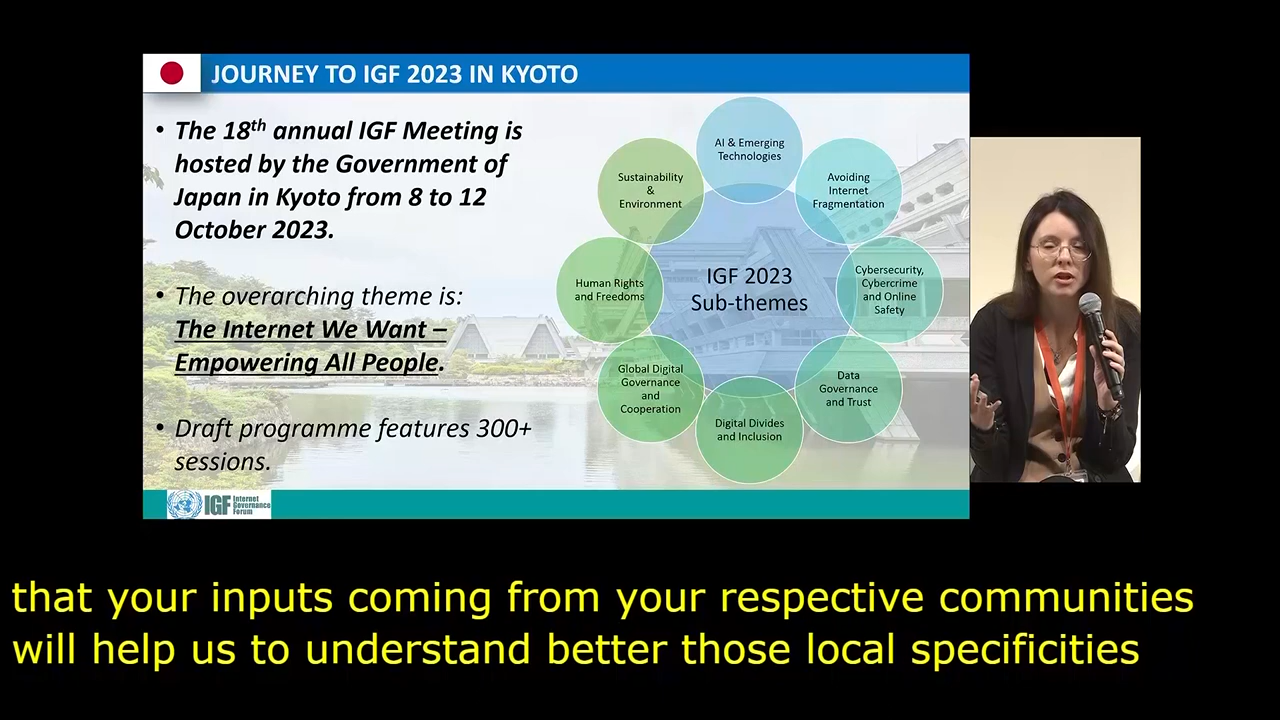 JOURNEY TO IGF 2023 IN KYOTO
• The 18th annual IGF Meeting is
hosted by the Government of
Japan in Kyoto from 8 to 12
October 2023.
• The overarching theme is:
The Internet We Want –
Empowering All People.
• Draft programme features 300+
sessions.
IGF 2023
Sub-themes
AI & Emerging
Technologies
Avoiding
Internet
Fragmentation
Cybersecurity,
Cybercrime
and Online
Safety
Data
Governance
and Trust
Digital Divides
and Inclusion
Global Digital
Governance
and
Cooperation
Human Rights
and Freedoms
Sustainability
&
Environment
IGF
Internet
Governance
Forum
that your inputs coming from your respective communities
will help us to understand better those local specificities